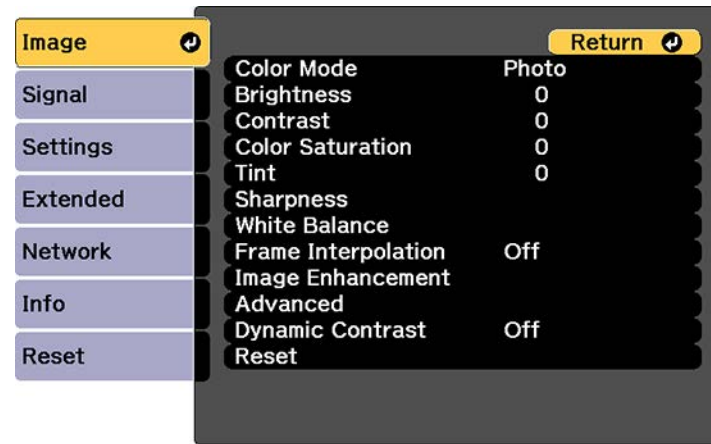 Image
Signal
Settings
Extended
Network
Info
Reset
Return
Color Mode Photo
Brightness 0
Contrast 0
Color Saturation 0
Tint 0
Sharpness
White Balance
Frame Interpolation Off
Image Enhancement
Advanced
Dynamic Contrast Off
Reset